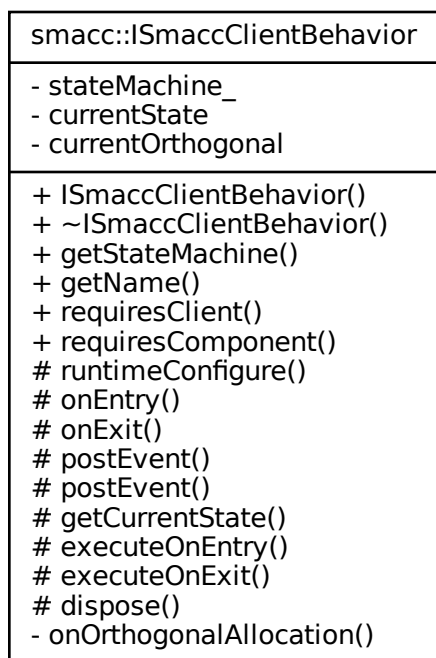 smacc::ISmaccClientBehavior
- stateMachine_
- currentState
- currentOrthogonal
+ ISmaccClientBehavior()
+ ~ISmaccClientBehavior()
+ getStateMachine()
+ getName()
+ requiresClient()
+ requiresComponent()
# runtimeConfigure()
# onEntry()
# onExit()
# postEvent()
# postEvent()
# getCurrentState()
# executeOnEntry()
# executeOnExit()
# dispose()
- onOrthogonalAllocation()